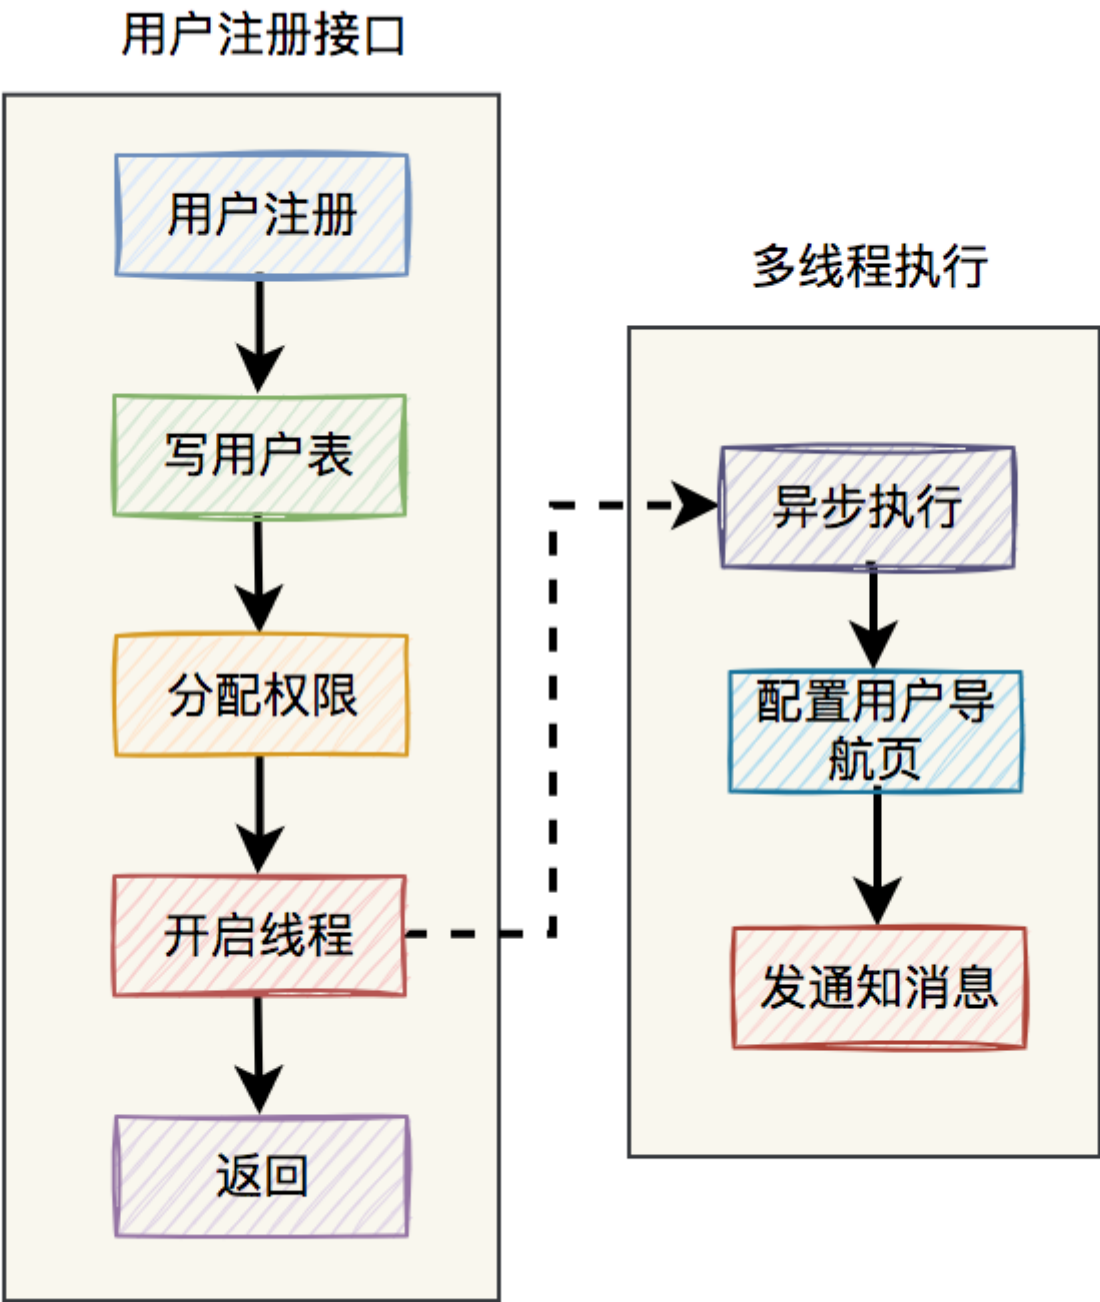 用户注册接口
用户注册
写用户表
分配权限
开启线程
返回
多线程执行
异步执行
配置用户导
航页
发通知消息